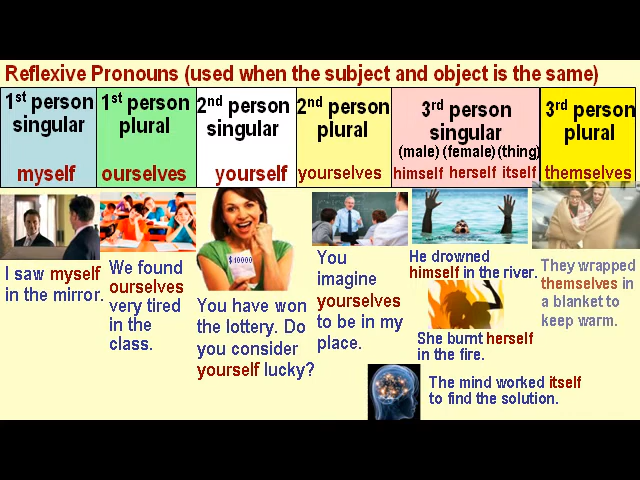 Reflexive Pronouns (used when the subject and object is the same)
1st person
singular
myself
1st person
plural
ourselves
2nd person
singular
yourself
2nd person
plural
yourselves
3rd person
singular
(male) (female) (thing)
himself herself itself
3rd person
plural
themselves
I saw myself
in the mirror.
We found
ourselves
very tired
in the
class.
$ 10000
You have won
the lottery. Do
you consider
yourself lucky?
You
imagine
yourselves
to be in my
place.
He drowned
himself in the river.
She burnt herself
in the fire.
The mind worked itself
to find the solution.
They wrapped
themselves in
a blanket to
keep warm.